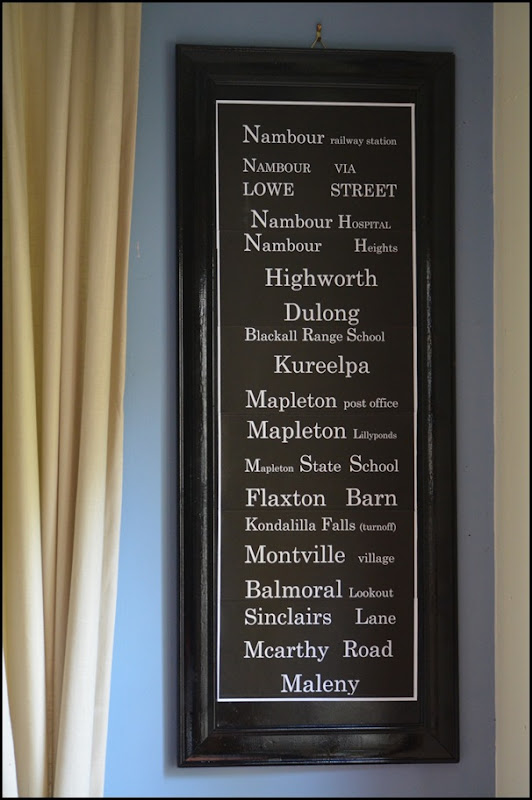 Nambour railway station
NAMBOUR VIA
LOWE STREET
Nambour HOSPITAL
Nambour Heights
Highworth
Dulong
Blackall Range School
Kureelpa
Mapleton post office
Mapleton Lillyponds
Mapleton State School
Flaxton Barn
Kondalilla Falls (turnoff)
Montville village
Balmoral Lookout
Sinclairs Lane
Mcarthy Road
Maleny